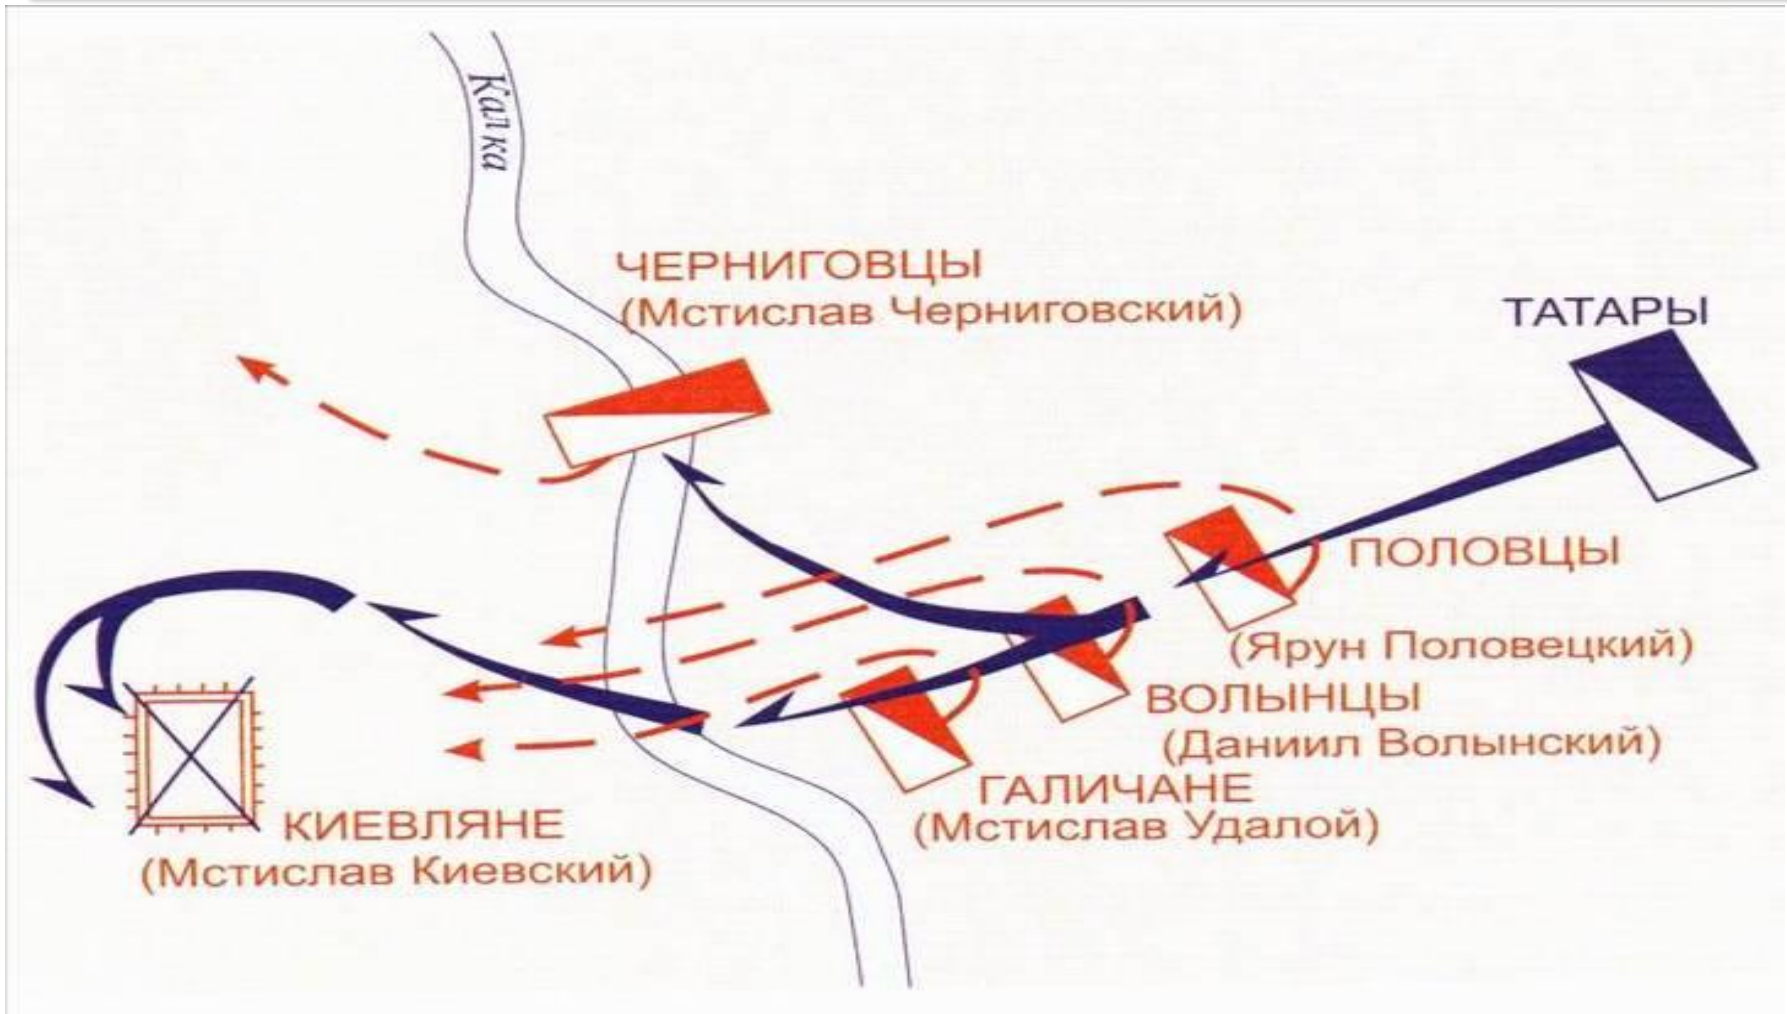 Калка
ЧЕРНИГОВЦЫ
(Мстислав Черниговский)
ТАТАРЫ
ПОЛОВЦЫ
(Ярун Половецкий)
ВОЛЫНЦЫ
(Даниил Волынский)
ГАЛИЧАНЕ
(Мстислав Удалой)
КИЕВЛЯНЕ
(Мстислав Киевский)